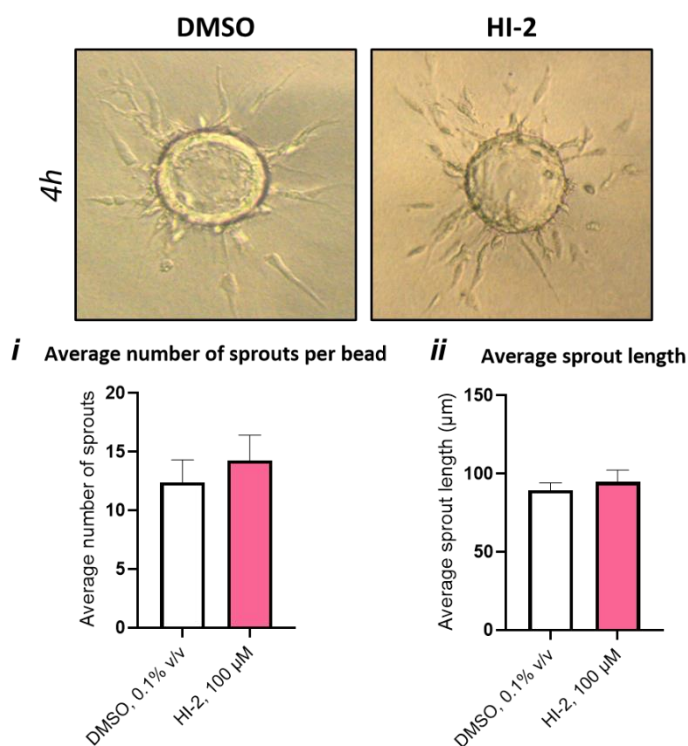 DMSO
HI-2
4h
i Average number of sprouts per bead
20
15
10
5
0
Average number of sprouts
DMSO, 0.1% v/v
HI-2, 100 µM
ii Average sprout length
150
100
50
0
Average sprout length (µm)
DMSO, 0.1% v/v
HI-2, 100 µM